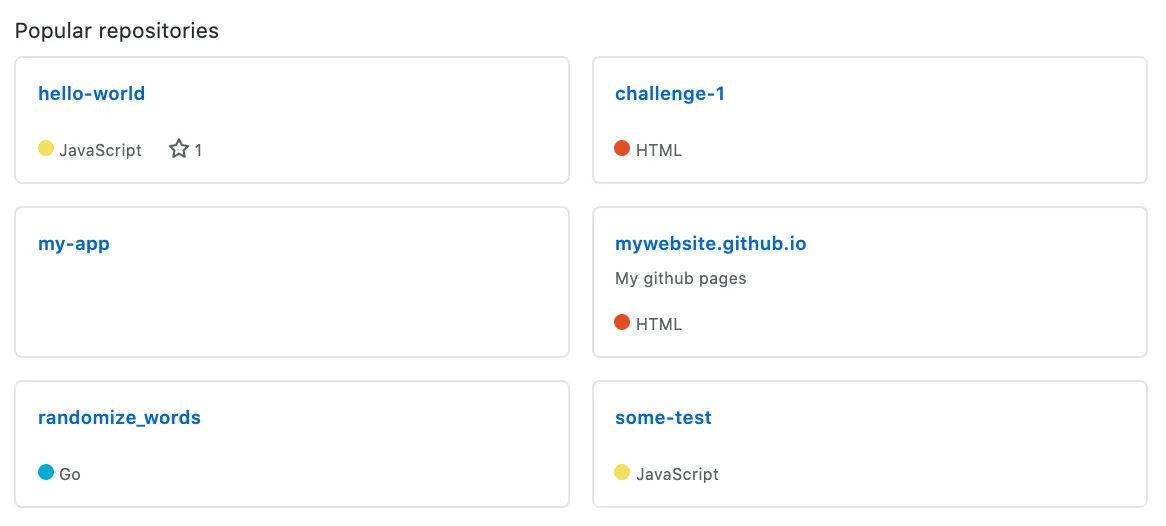 Popular repositories
hello-world
JavaScript 1
challenge-1
HTML
my-app
mywebsite.github.io
My github pages
HTML
randomize_words
Go
some-test
JavaScript